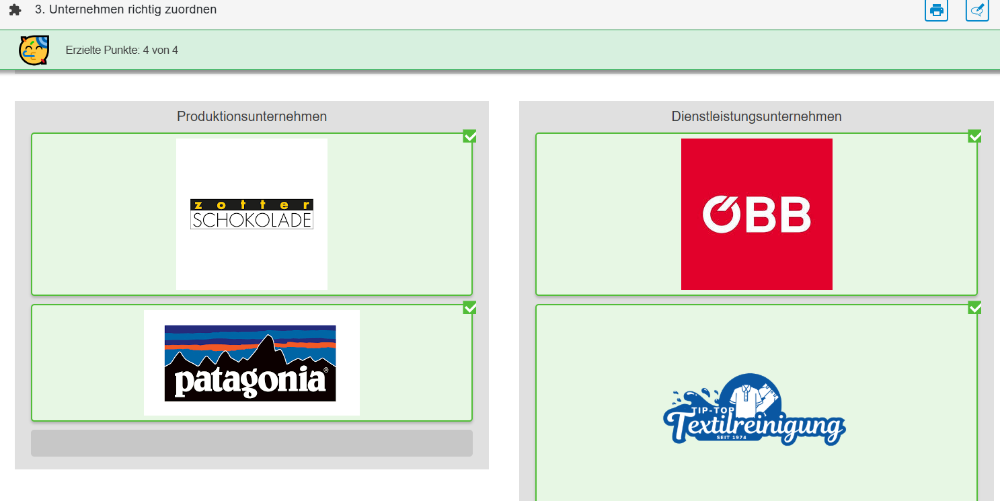 3. Unternehmen richtig zuordnen
Erzielte Punkte: 4 von 4
Produktionsunternehmen
zotter
SCHOKOLADE
patagonia®
Dienstleistungsunternehmen
ÖBB
TIP-TOP
Textilreinigung
SEIT 1974